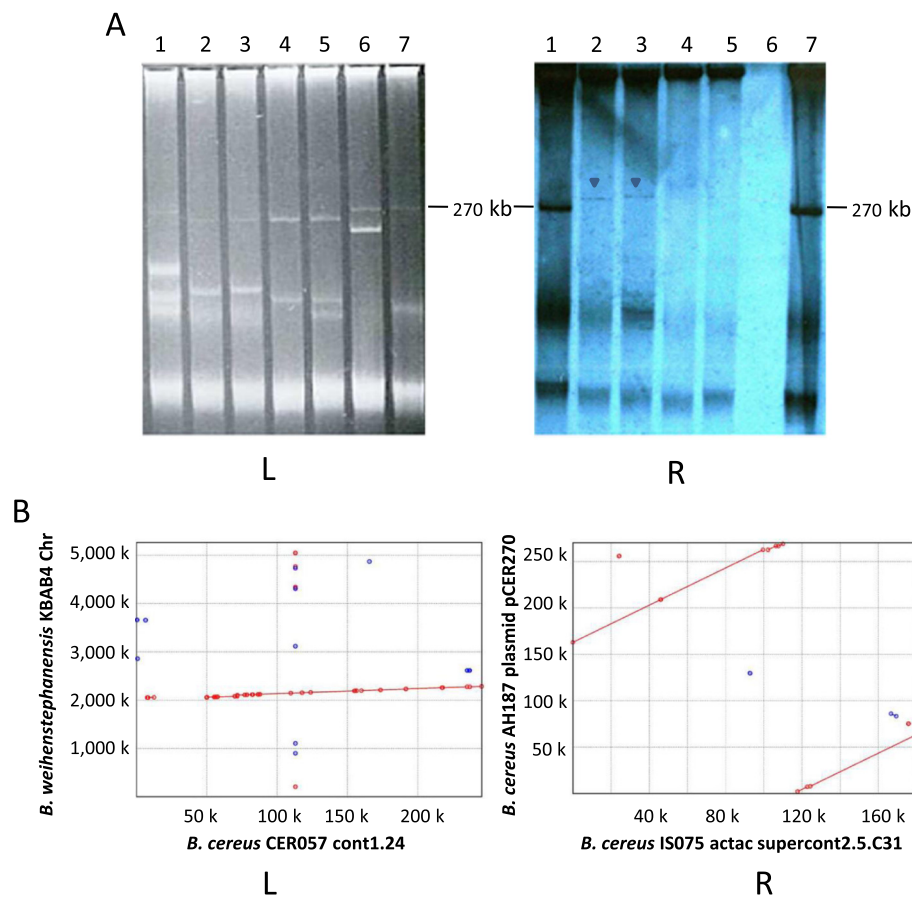 A
1 2 3 4 5 6 7
1 2 3 4 5 6 7
270 kb
270 kb
L
R
B
B. weihenstephanensis KBAB4 Chr
5,000 k
4,000 k
3,000 k
2,000 k
1,000 k
50 k 100 k 150 k 200 k
B. cereus CER057 cont1.24
L
B. cereus AH187 plasmid pCER270
250 k
200 k
150 k
100 k
50 k
40 k 80 k 120 k 160 k
B. cereus IS075 actac supercont2.5.C31
R